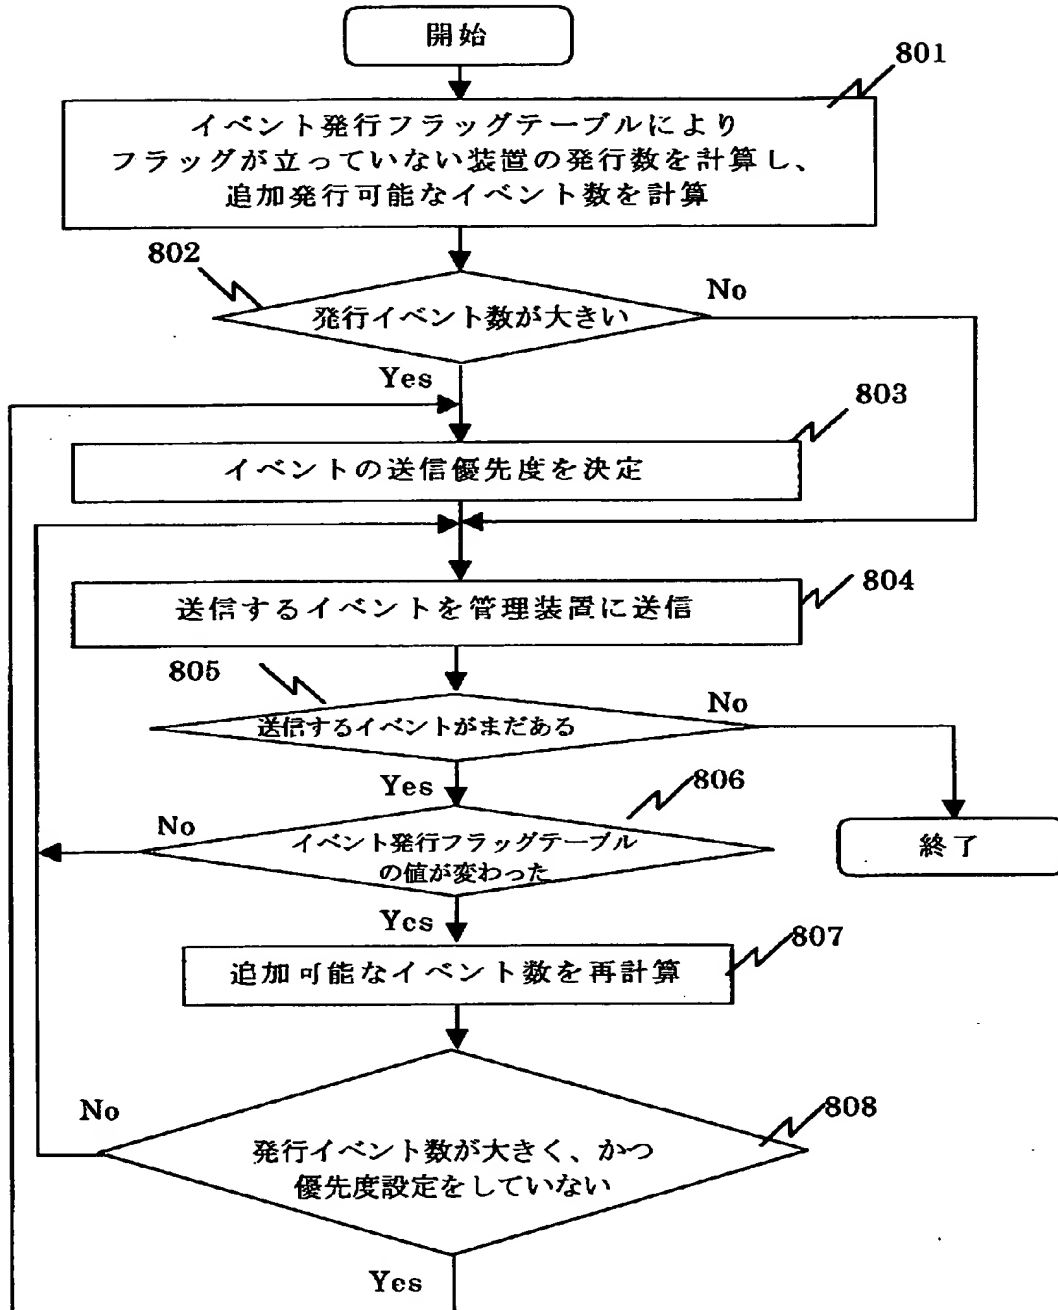 開始
801
イベント発行フラッグテーブルにより
フラッグが立っていない装置の発行数を計算し、
追加発行可能なイベント数を計算
802
発行イベント数が大きい
No
Yes
803
イベントの送信優先度を決定
804
送信するイベントを管理装置に送信
805
送信するイベントがまだある
No
Yes
806
イベント発行フラッグテーブル
の値が変わった
No
終了
Yes
807
追加可能なイベント数を再計算
808
No
発行イベント数が大きく、かつ
優先度設定をしていない
Yes